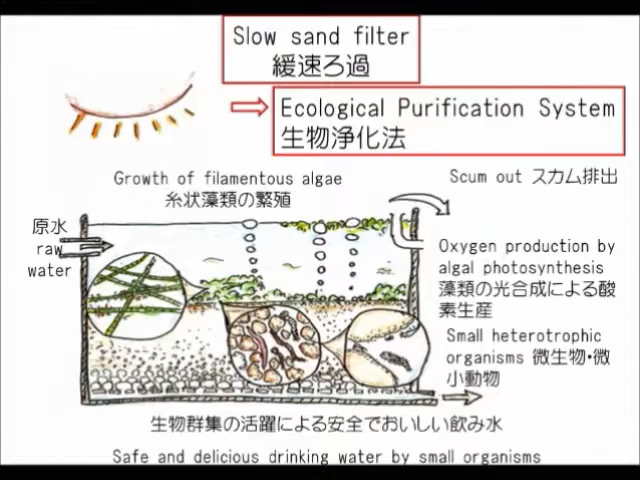 Slow sand filter
緩速ろ過
Ecological Purification System
生物浄化法
Growth of filamentous algae
糸状藻類の繁殖
Scum out スカム排出
原水
raw
water
Oxygen production by
algal photosynthesis
藻類の光合成による酸
素生産
Small heterotrophic
organisms 微生物・微
小動物
生物群集の活躍による安全でおいしい飲み水
Safe and delicious drinking water by small organisms